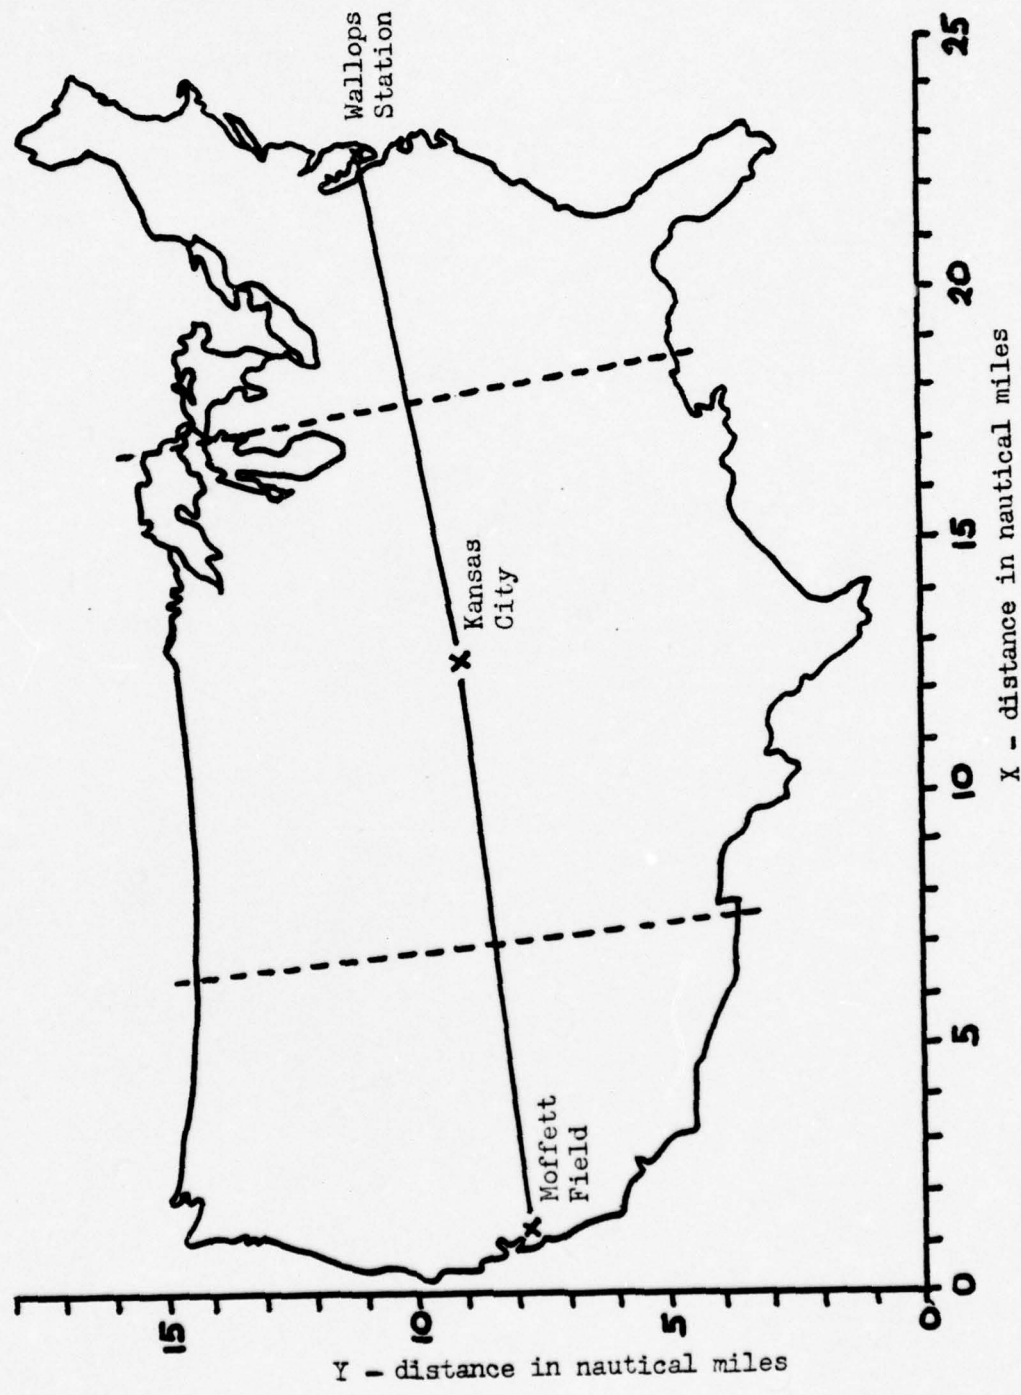 Wallops
Station
Kansas
City
Moffett
Field
15
10
5
0
Y - distance in nautical miles
0
5
10
15
20
25
X - distance in nautical miles